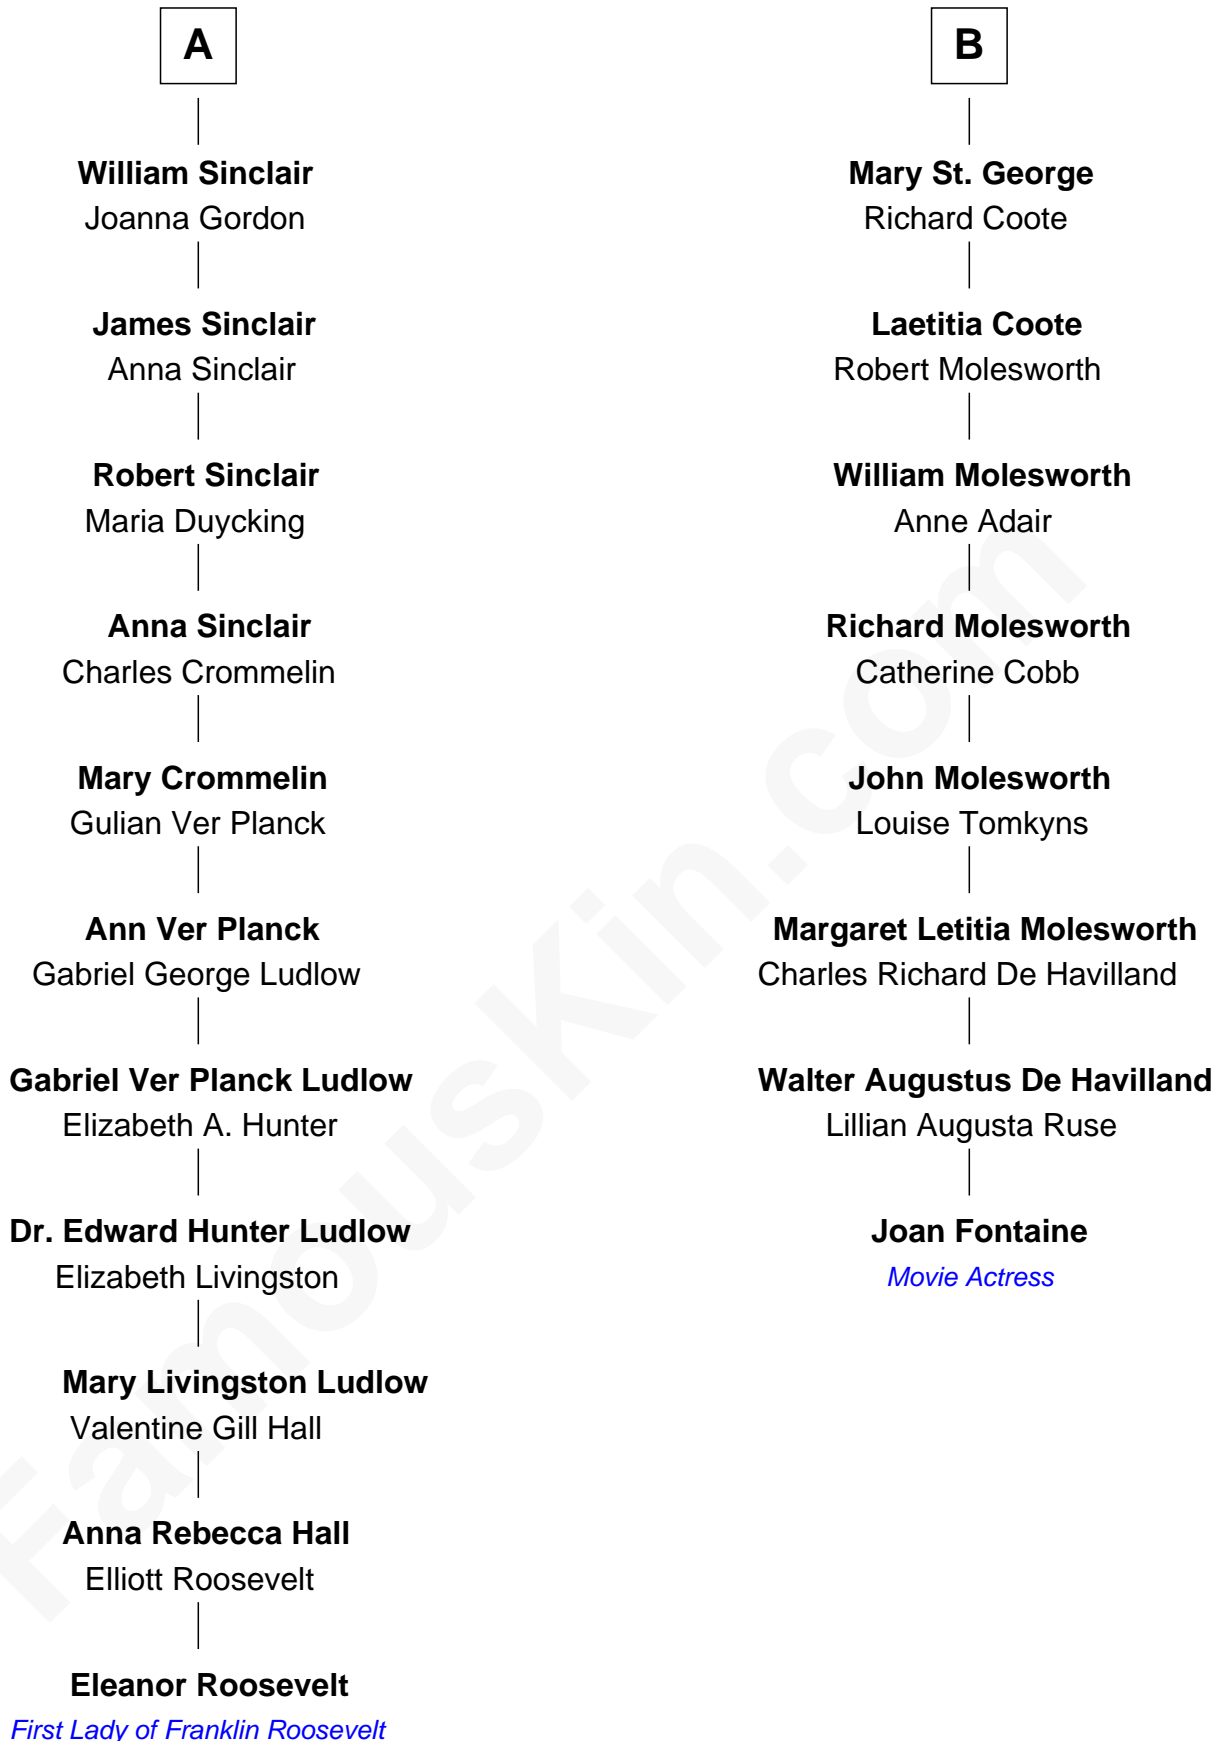 A
William Sinclair
Joanna Gordon
James Sinclair
Anna Sinclair
Robert Sinclair
Maria Duycking
Anna Sinclair
Charles Crommelin
Mary Crommelin
Gulian Ver Planck
Ann Ver Planck
Gabriel George Ludlow
Gabriel Ver Planck Ludlow
Elizabeth A. Hunter
Dr. Edward Hunter Ludlow
Elizabeth Livingston
Mary Livingston Ludlow
Valentine Gill Hall
Anna Rebecca Hall
Elliott Roosevelt
Eleanor Roosevelt
First Lady of Franklin Roosevelt
B
Mary St. George
Richard Coote
Laetitia Coote
Robert Molesworth
William Molesworth
Anne Adair
Richard Molesworth
Catherine Cobb
John Molesworth
Louise Tomkyns
Margaret Letitia Molesworth
Charles Richard De Havilland
Walter Augustus De Havilland
Lillian Augusta Ruse
Joan Fontaine
Movie Actress
FamousKin.com